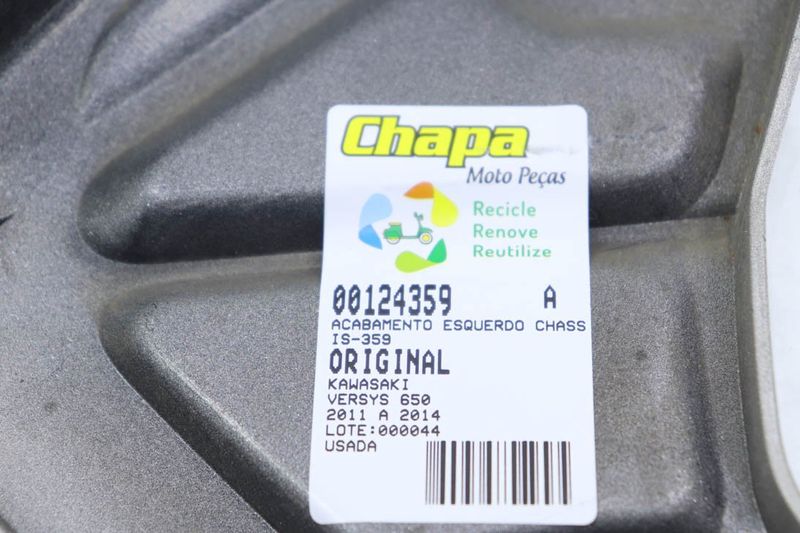 Chapa
Moto Peças
Recicle
Renove
Reutilize
00124359 A
ACABAMENTO ESQUERDO CHASS
IS-359
ORIGINAL
KAWASAKI
VERSYS 650
2011 A 2014
LOTE:000044
USADA